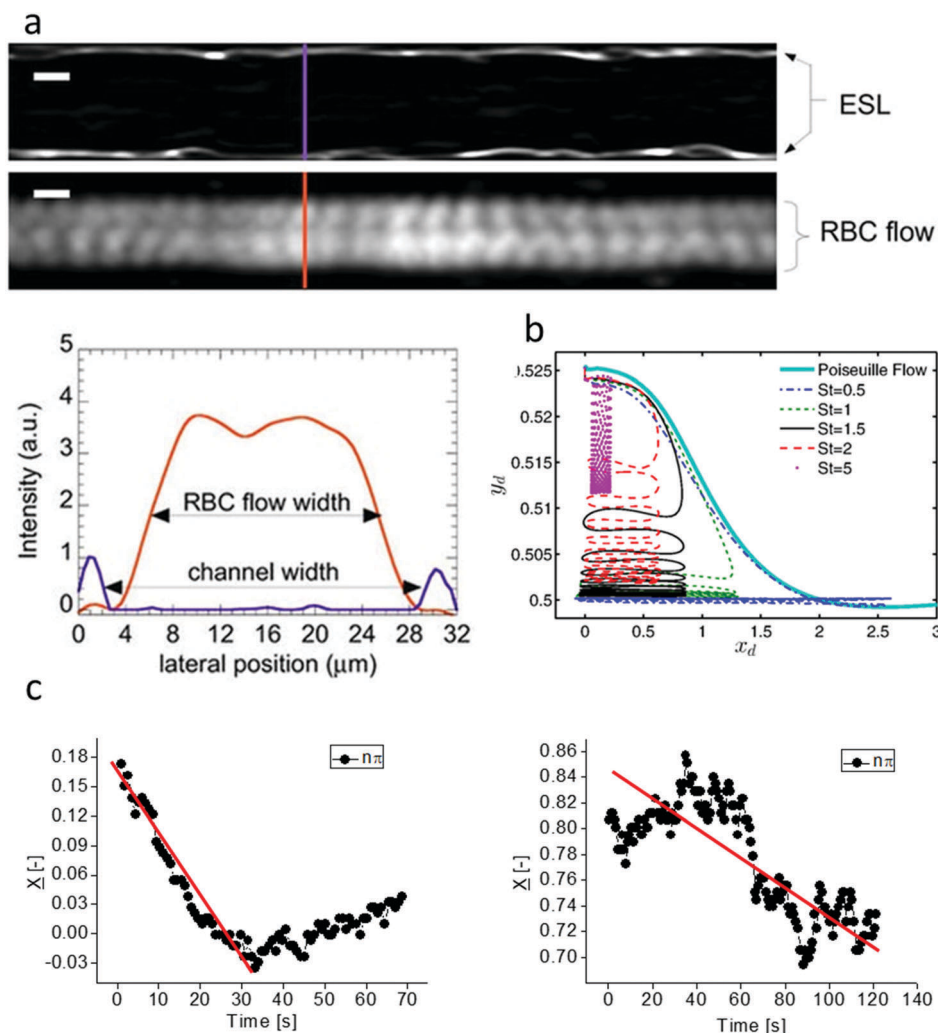 a
ESL
RBC flow
5
4
3
2
1
0
Intensity (a.u.)
RBC flow width
channel width
0 4 8 12 16 20 24 28 32
lateral position (μm)
b
0.525
0.52
0.515
0.51
0.505
0.5
y_d
Poiseuille Flow
St=0.5
St=1
St=1.5
St=2
St=5
0 0.5 1 1.5 2 2.5 3
x_d
c
0.18
0.15
0.12
0.09
0.06
0.03
0.00
-0.03
X [-]
nπ
0 10 20 30 40 50 60 70
Time [s]
0.86
0.84
0.82
0.80
0.78
0.76
0.74
0.72
0.70
X [-]
nπ
0 20 40 60 80 100 120 140
Time [s]